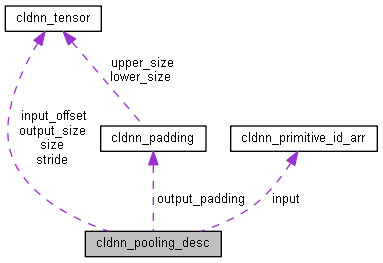 cldnn_tensor
upper_size
lower_size
input_offset
output_size
size
stride
cldnn_padding
cldnn_primitive_id_arr
output_padding
input
cldnn_pooling_desc